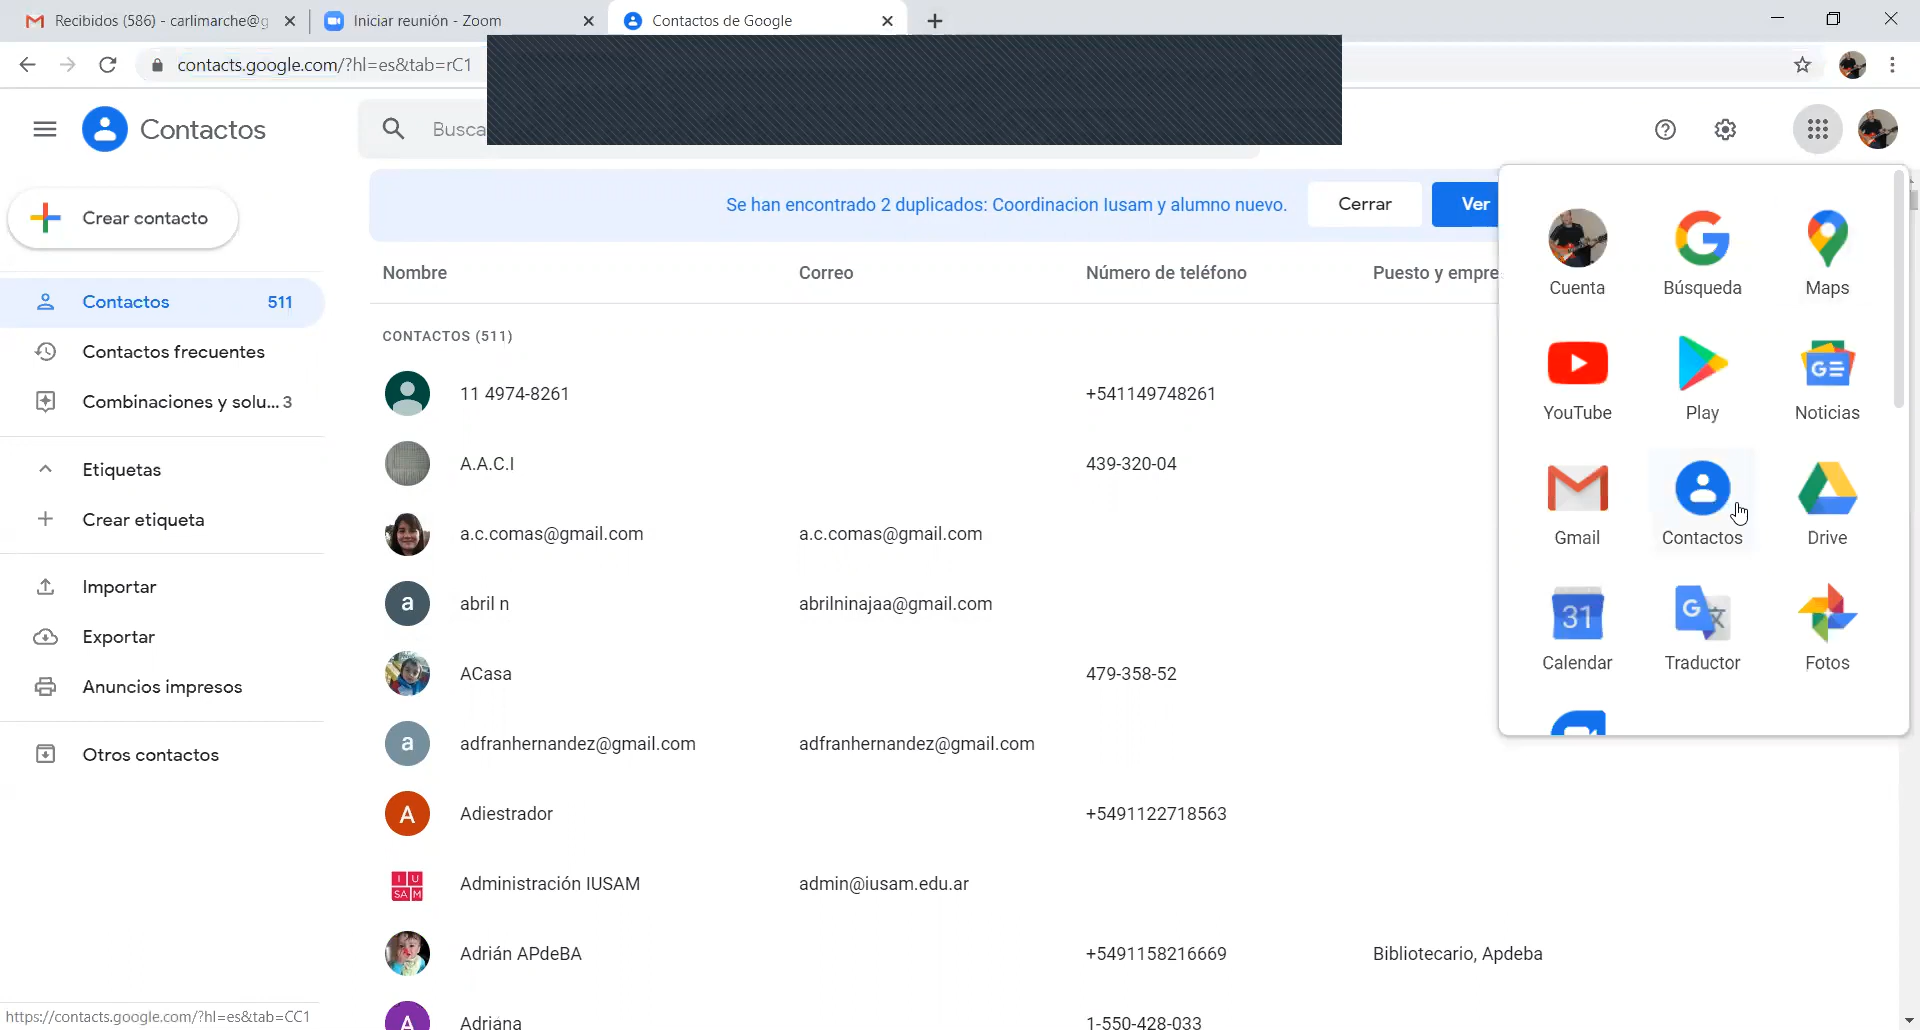 Recibidos (586) - carlimarche@g
Iniciar reunión - Zoom
Contactos de Google
contacts.google.com/?hl=es&tab=rC1
Contactos
Busca
Crear contacto
Se han encontrado 2 duplicados: Coordinacion Iusam y alumno nuevo.
Cerrar
Ver
Nombre
Correo
Número de teléfono
Puesto y empre
Contactos 511
Contactos frecuentes
Combinaciones y solu... 3
Etiquetas
Crear etiqueta
Importar
Exportar
Anuncios impresos
Otros contactos
CONTACTOS (511)
11 4974-8261 +541149748261
A.A.C.I 439-320-04
a.c.comas@gmail.com a.c.comas@gmail.com
a abril n abrilninajaa@gmail.com
ACasa 479-358-52
a adfranhernandez@gmail.com adfranhernandez@gmail.com
A Adiestrador +5491122718563
I U
SA M
Administración IUSAM admin@iusam.edu.ar
Adrián APdeBA +5491158216669 Bibliotecario, Apdeba
A Adriana 1-550-428-033
Cuenta Búsqueda Maps
GE
YouTube Play Noticias
Gmail Contactos Drive
31 G
Calendar Traductor Fotos
https://contacts.google.com/?hl=es&tab=CC1